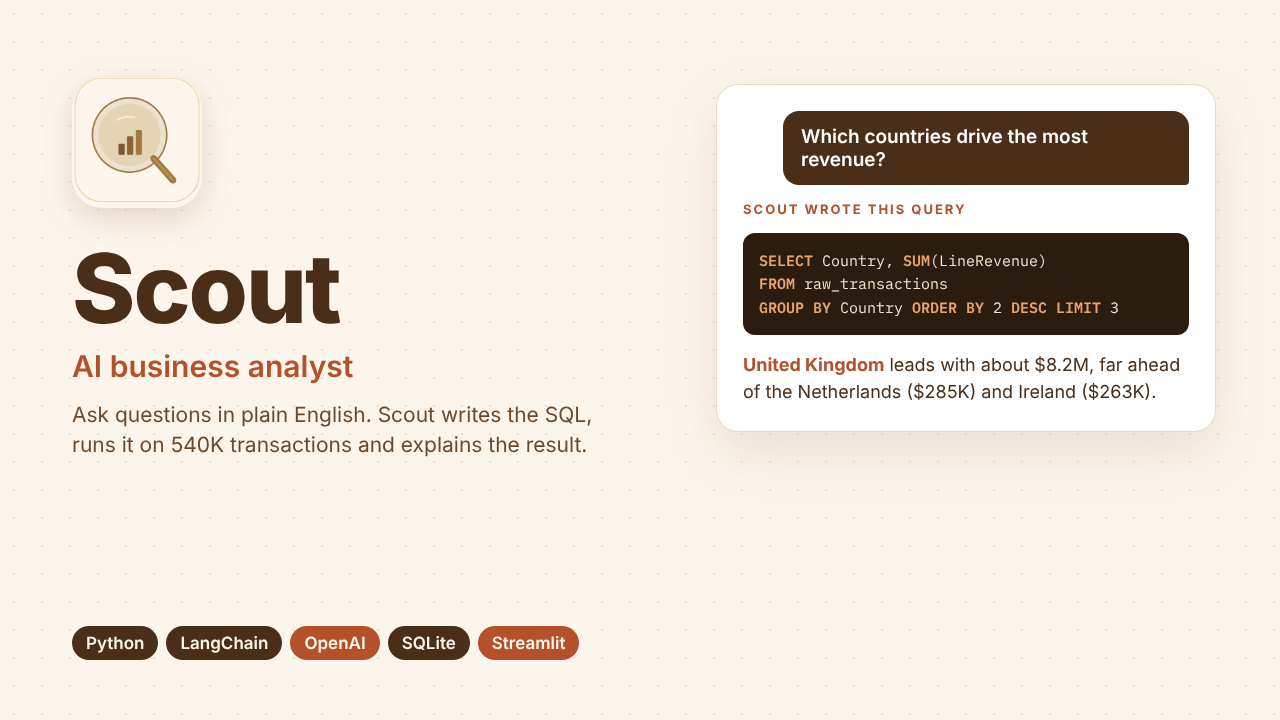 Scout
AI business analyst
Ask questions in plain English. Scout writes the SQL,
runs it on 540K transactions and explains the result.
Python LangChain OpenAI SQLite Streamlit
Which countries drive the most
revenue?
SCOUT WROTE THIS QUERY
SELECT Country, SUM(LineRevenue)
FROM raw_transactions
GROUP BY Country ORDER BY 2 DESC LIMIT 3
United Kingdom leads with about $8.2M, far ahead
of the Netherlands ($285K) and Ireland ($263K).